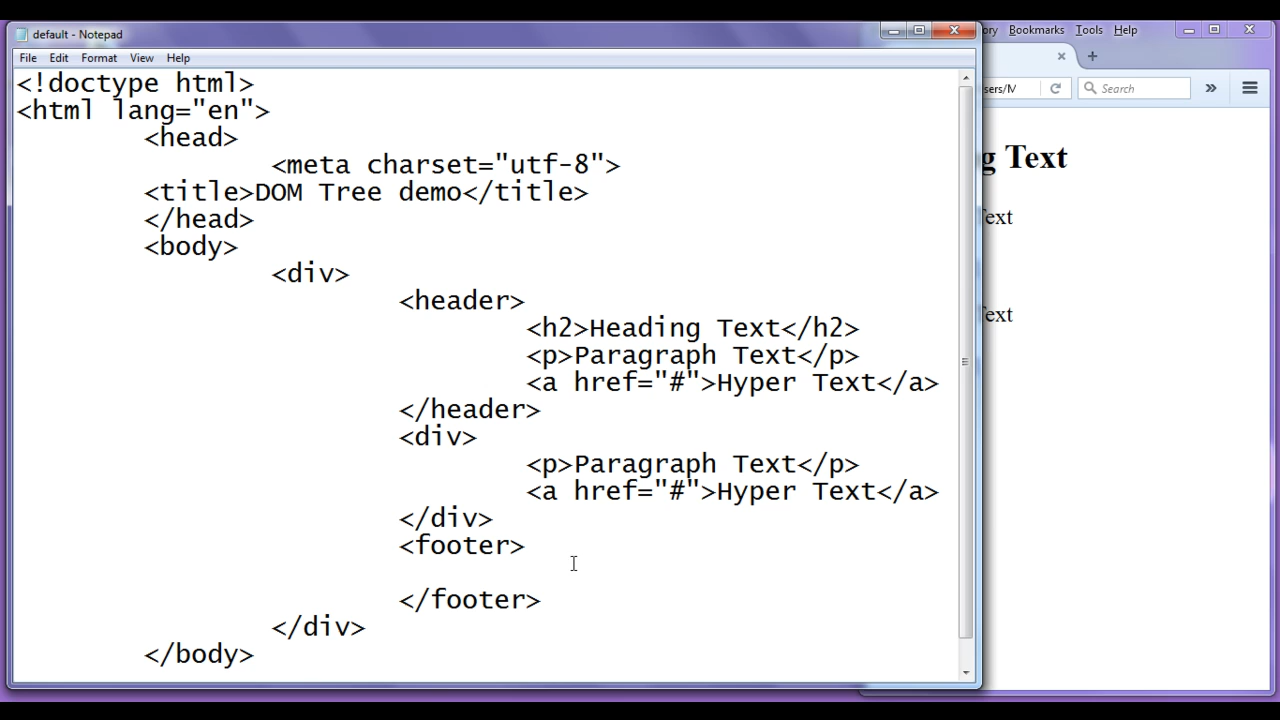 default - Notepad
ory Bookmarks Tools Help
File Edit Format View Help
sers/M Search
<!doctype html>
<html lang="en">
<head>
<meta charset="utf-8">
<title>DOM Tree demo</title>
</head>
<body>
<div>
<header>
<h2>Heading Text</h2>
<p>Paragraph Text</p>
<a href="#">Hyper Text</a>
</header>
<div>
<p>Paragraph Text</p>
<a href="#">Hyper Text</a>
</div>
<footer>
</footer>
</div>
</body>
g Text
Text
Text